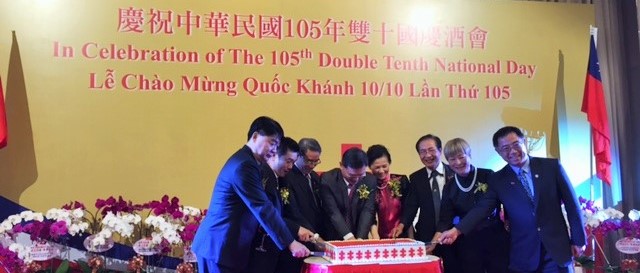 慶祝中華民國105年雙十國慶酒會
In Celebration of The 105th Double Tenth National Day
Lễ Chào Mừng Quốc Khánh 10/10 Lần Thứ 105